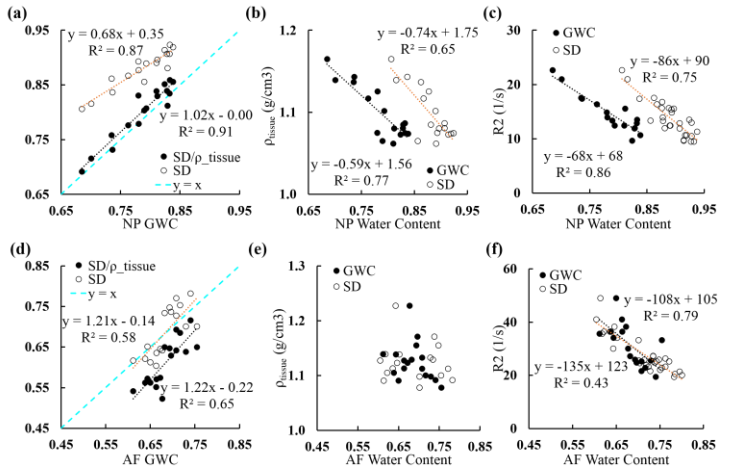 (a)
y = 0.68x + 0.35
R² = 0.87
0.95
0.85
0.75
0.65
y = 1.02x - 0.00
R² = 0.91
SD/ρ_tissue
SD
y = x
0.65 0.75 0.85 0.95
NP GWC
(b)
y = -0.74x + 1.75
R² = 0.65
1.2
1.1
1.0
ρtissue (g/cm3)
y = -0.59x + 1.56
R² = 0.77
GWC
SD
0.65 0.75 0.85 0.95
NP Water Content
(c)
GWC
SD
y = -86x + 90
R² = 0.75
30
20
10
0
R2 (1/s)
y = -68x + 68
R² = 0.86
0.65 0.75 0.85 0.95
NP Water Content
(d)
SD/ρ_tissue
SD
y = x
0.85
0.75
0.65
0.55
0.45
y = 1.21x - 0.14
R² = 0.58
y = 1.22x - 0.22
R² = 0.65
0.45 0.55 0.65 0.75 0.85
AF GWC
(e)
GWC
SD
1.3
1.2
1.1
1.0
ρtissue (g/cm3)
0.45 0.55 0.65 0.75 0.85
AF Water Content
(f)
GWC
SD
y = -108x + 105
R² = 0.79
60
40
20
0
R2 (1/s)
y = -135x + 123
R² = 0.43
0.45 0.55 0.65 0.75 0.85
AF Water Content